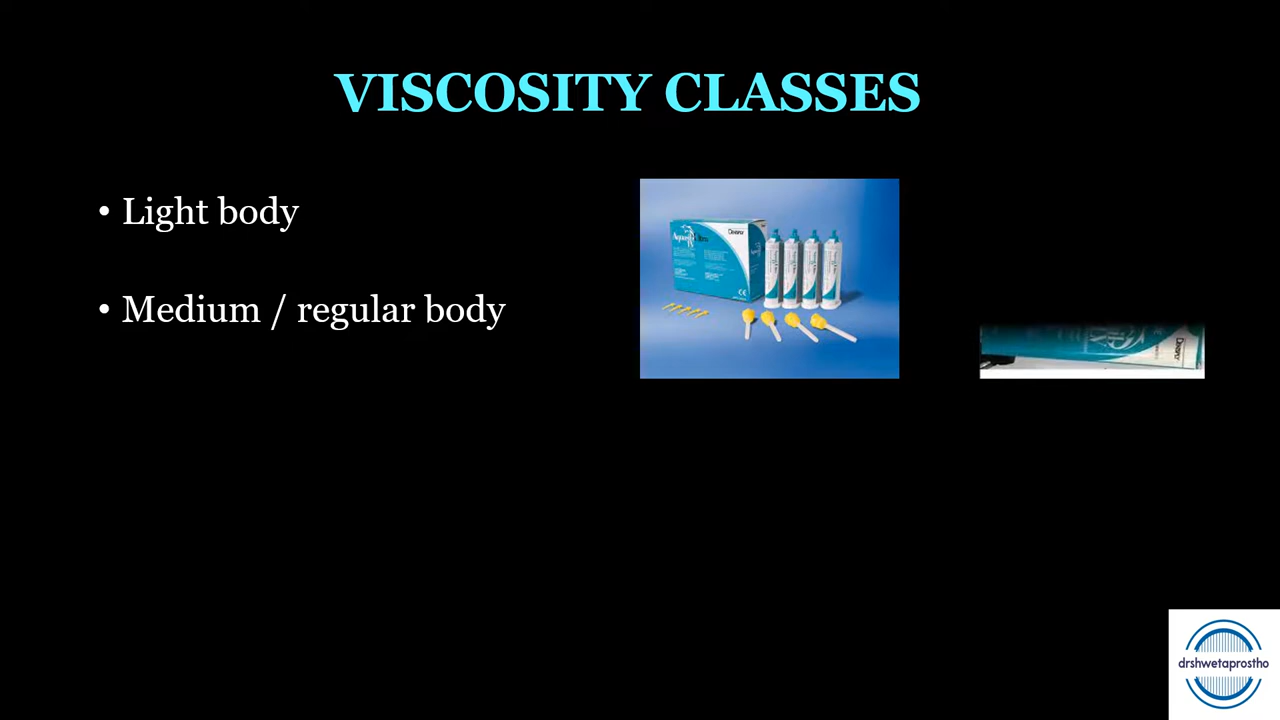 VISCOSITY CLASSES
• Light body
• Medium / regular body
drshwetaprostho